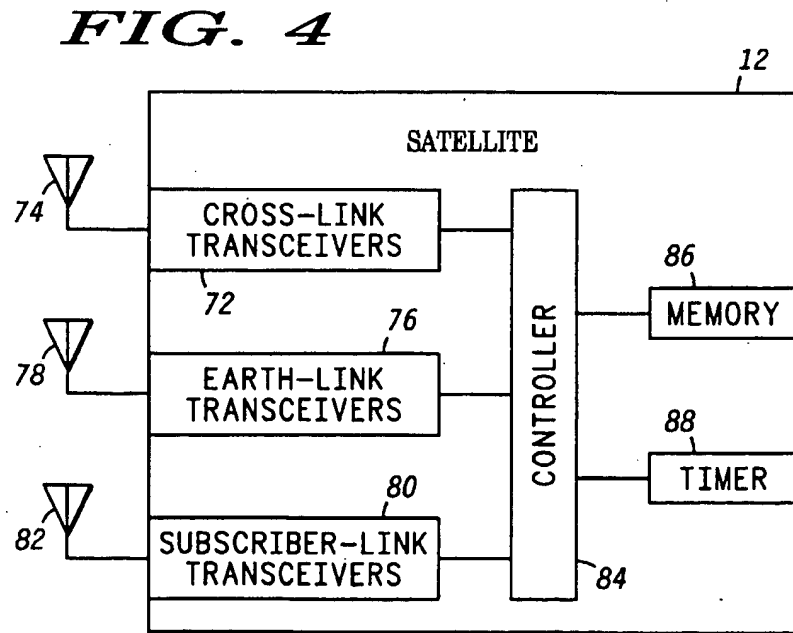 FIG. 4
12
SATELLITE
74
CROSS-LINK
TRANSCEIVERS
72
86
MEMORY
76
78
EARTH-LINK
TRANSCEIVERS
CONTROLLER
88
TIMER
80
82
SUBSCRIBER-LINK
TRANSCEIVERS
84